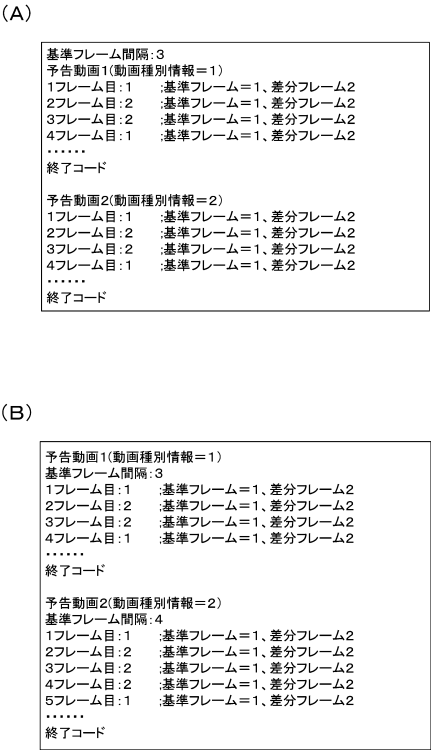 （A）
基準フレーム間隔：3
予告動画1（動画種別情報＝1）
1フレーム目：1　；基準フレーム＝1、差分フレーム2
2フレーム目：2　；基準フレーム＝1、差分フレーム2
3フレーム目：2　；基準フレーム＝1、差分フレーム2
4フレーム目：1　；基準フレーム＝1、差分フレーム2
・・・・・・
終了コード
予告動画2（動画種別情報＝2）
1フレーム目：1　；基準フレーム＝1、差分フレーム2
2フレーム目：2　；基準フレーム＝1、差分フレーム2
3フレーム目：2　；基準フレーム＝1、差分フレーム2
4フレーム目：1　；基準フレーム＝1、差分フレーム2
・・・・・・
終了コード
（B）
予告動画1（動画種別情報＝1）
基準フレーム間隔：3
1フレーム目：1　；基準フレーム＝1、差分フレーム2
2フレーム目：2　；基準フレーム＝1、差分フレーム2
3フレーム目：2　；基準フレーム＝1、差分フレーム2
4フレーム目：1　；基準フレーム＝1、差分フレーム2
・・・・・・
終了コード
予告動画2（動画種別情報＝2）
基準フレーム間隔：4
1フレーム目：1　；基準フレーム＝1、差分フレーム2
2フレーム目：2　；基準フレーム＝1、差分フレーム2
3フレーム目：2　；基準フレーム＝1、差分フレーム2
4フレーム目：2　；基準フレーム＝1、差分フレーム2
5フレーム目：1　；基準フレーム＝1、差分フレーム2
・・・・・・
終了コード